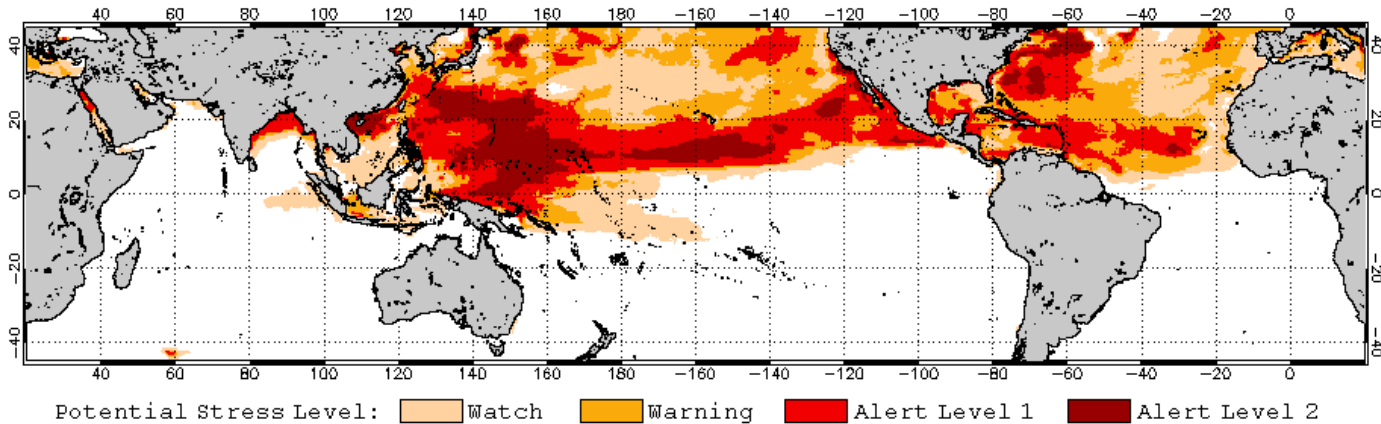 40 60 80 100 120 140 160 180 −160 −140 −120 −100 −80 −60 −40 −20 0
40 40
20 20
0 0
−20 −20
−40 −40
40 60 80 100 120 140 160 180 −160 −140 −120 −100 −80 −60 −40 −20 0
Potential Stress Level: Watch Warning Alert Level 1 Alert Level 2